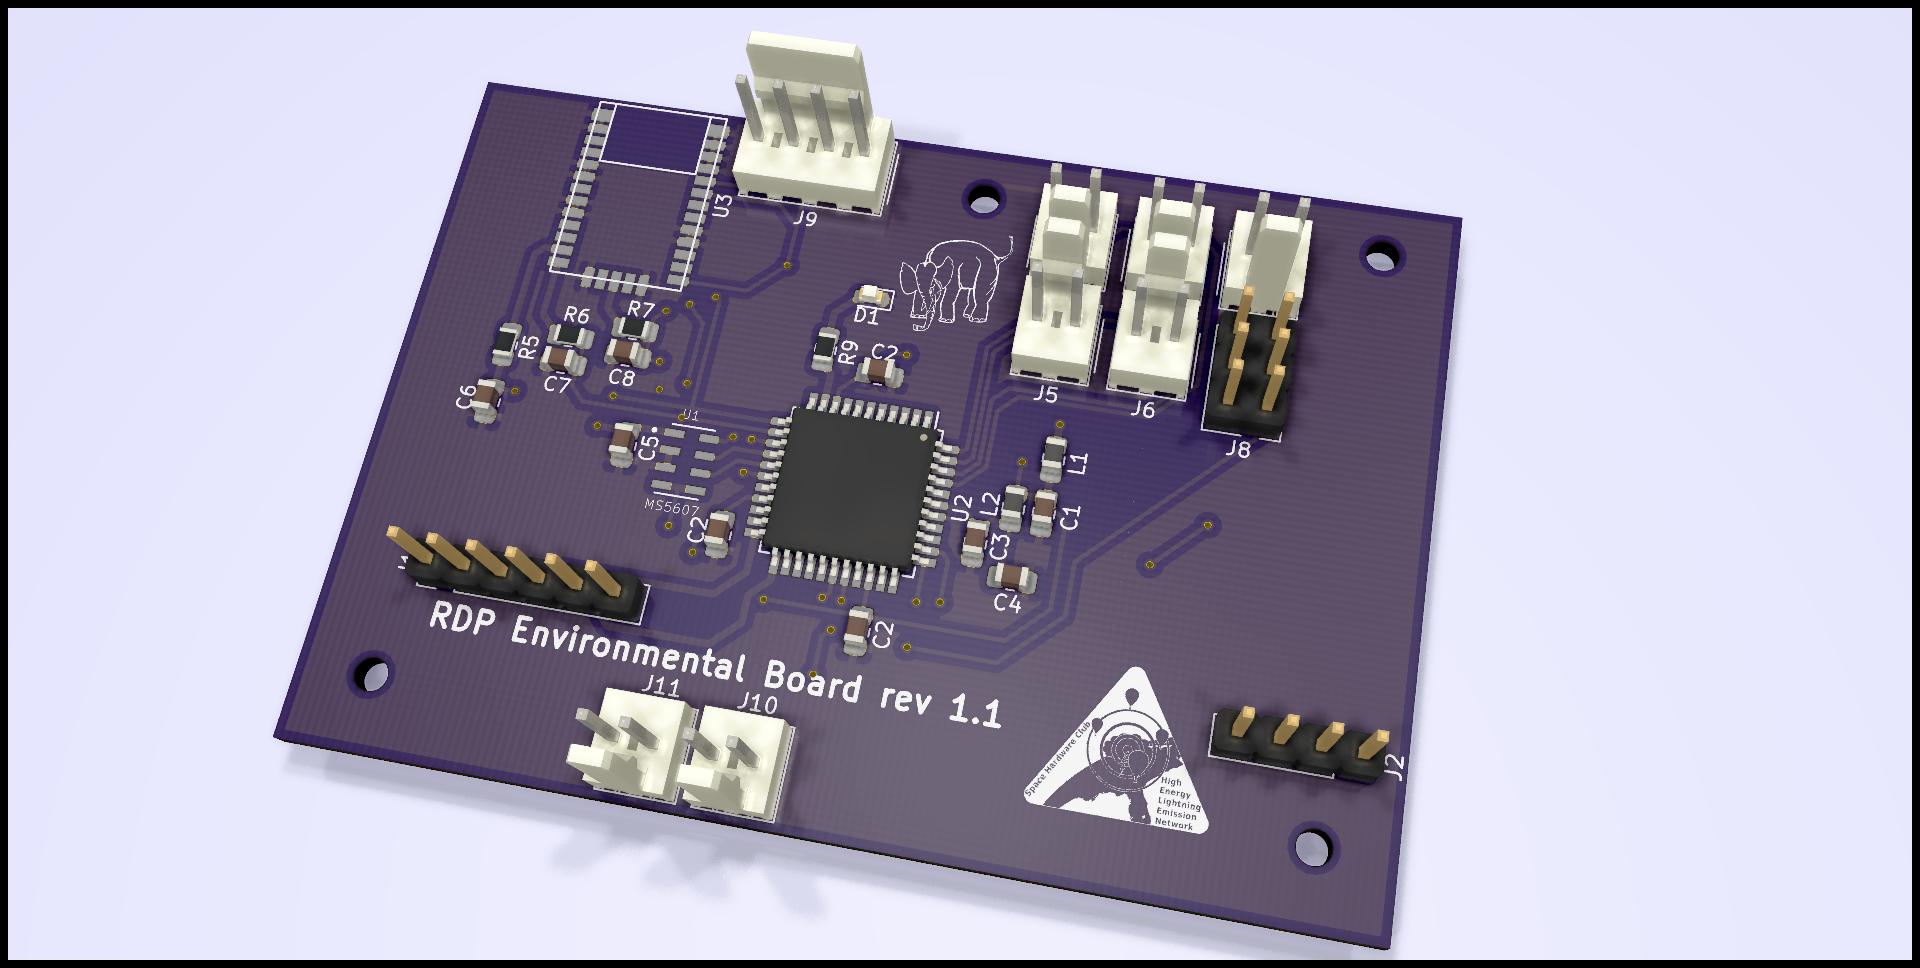 U3
J9
D1
R6
R7
R5
C7
C8
C6
R9
C2
J5
J6
J8
U1
C5
MS5607
C2
L1
L2
U2
C1
C3
C4
C2
RDP Environmental Board rev 1.1
J11
J10
Space Hardware Club
High
Energy
Lightning
Emission
Network
J2